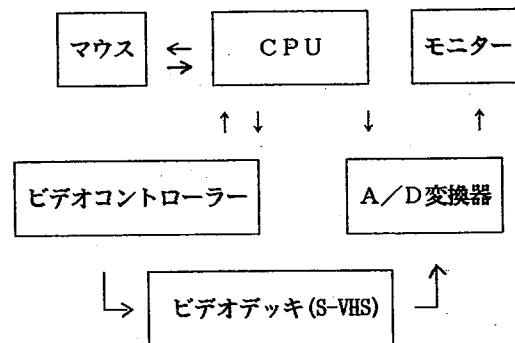 マウス
CPU
モニター
ビデオコントローラー
A/D変換器
ビデオデッキ(S-VHS)